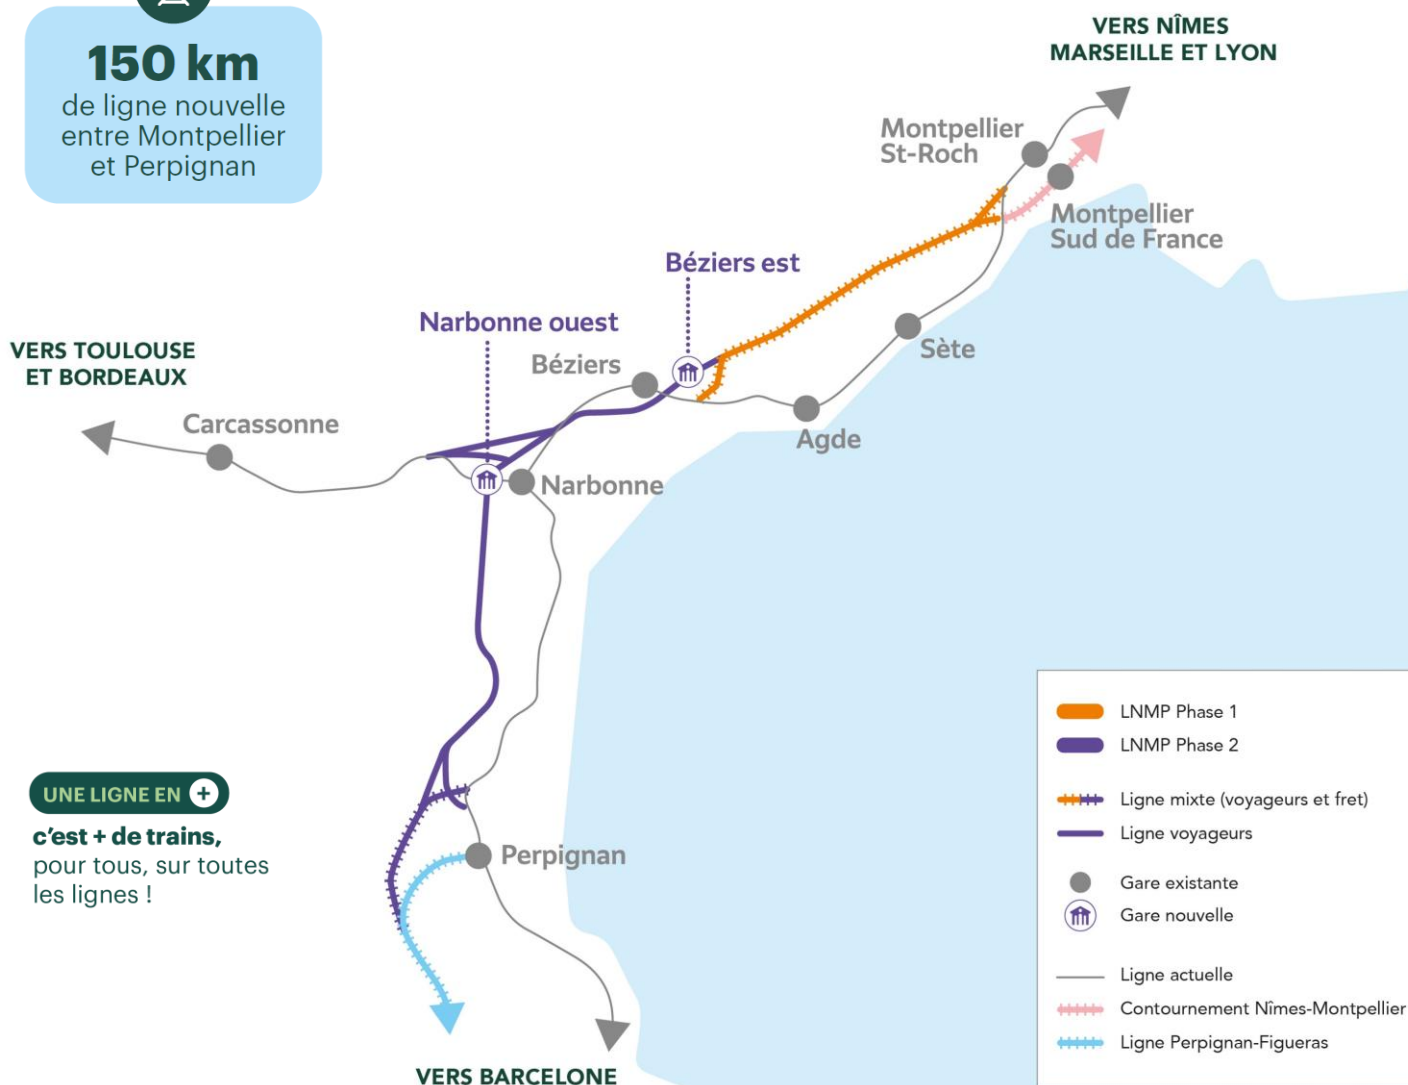 150 km
de ligne nouvelle
entre Montpellier
et Perpignan
VERS NÎMES
MARSEILLE ET LYON
Montpellier
St-Roch
Montpellier
Sud de France
Béziers est
Narbonne ouest
Sète
VERS TOULOUSE
ET BORDEAUX
Béziers
Carcassonne
Agde
Narbonne
UNE LIGNE EN +
c'est + de trains,
pour tous, sur toutes
les lignes !
Perpignan
VERS BARCELONE
LNMP Phase 1
LNMP Phase 2
Ligne mixte (voyageurs et fret)
Ligne voyageurs
Gare existante
Gare nouvelle
Ligne actuelle
Contournement Nîmes-Montpellier
Ligne Perpignan-Figueras